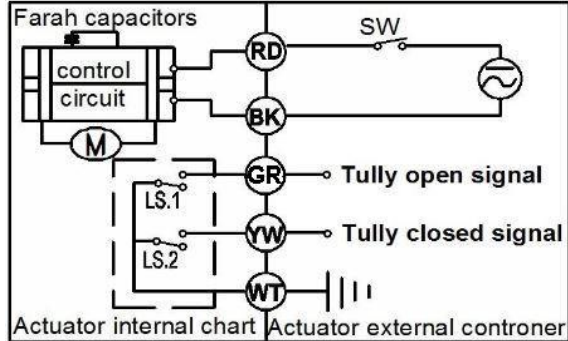 Farah capacitors
control
circuit
M
RD
SW
BK
LS.1
GR
Tully open signal
LS.2
YW
Tully closed signal
WT
Actuator internal chart
Actuator external controner